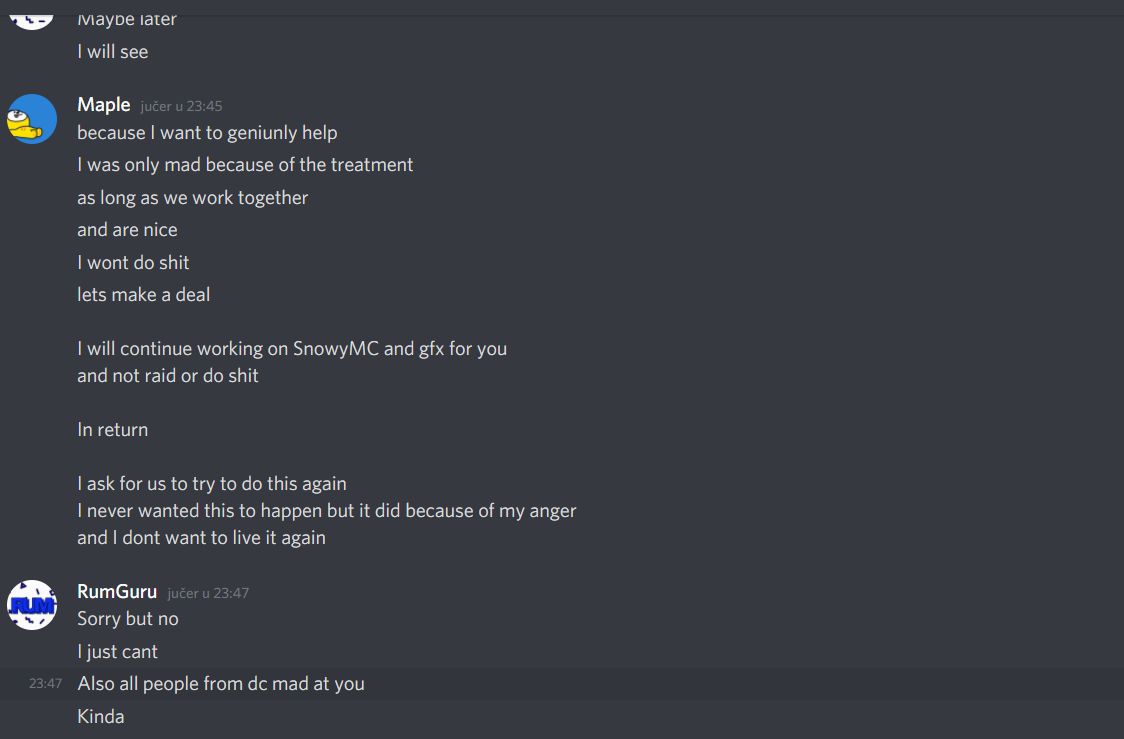 Maybe later
I will see
Maple jučer u 23:45
because I want to geniunly help
I was only mad because of the treatment
as long as we work together
and are nice
I wont do shit
lets make a deal
I will continue working on SnowyMC and gfx for you
and not raid or do shit
In return
I ask for us to try to do this again
I never wanted this to happen but it did because of my anger
and I dont want to live it again
RUM
RumGuru jučer u 23:47
Sorry but no
I just cant
23:47 Also all people from dc mad at you
Kinda